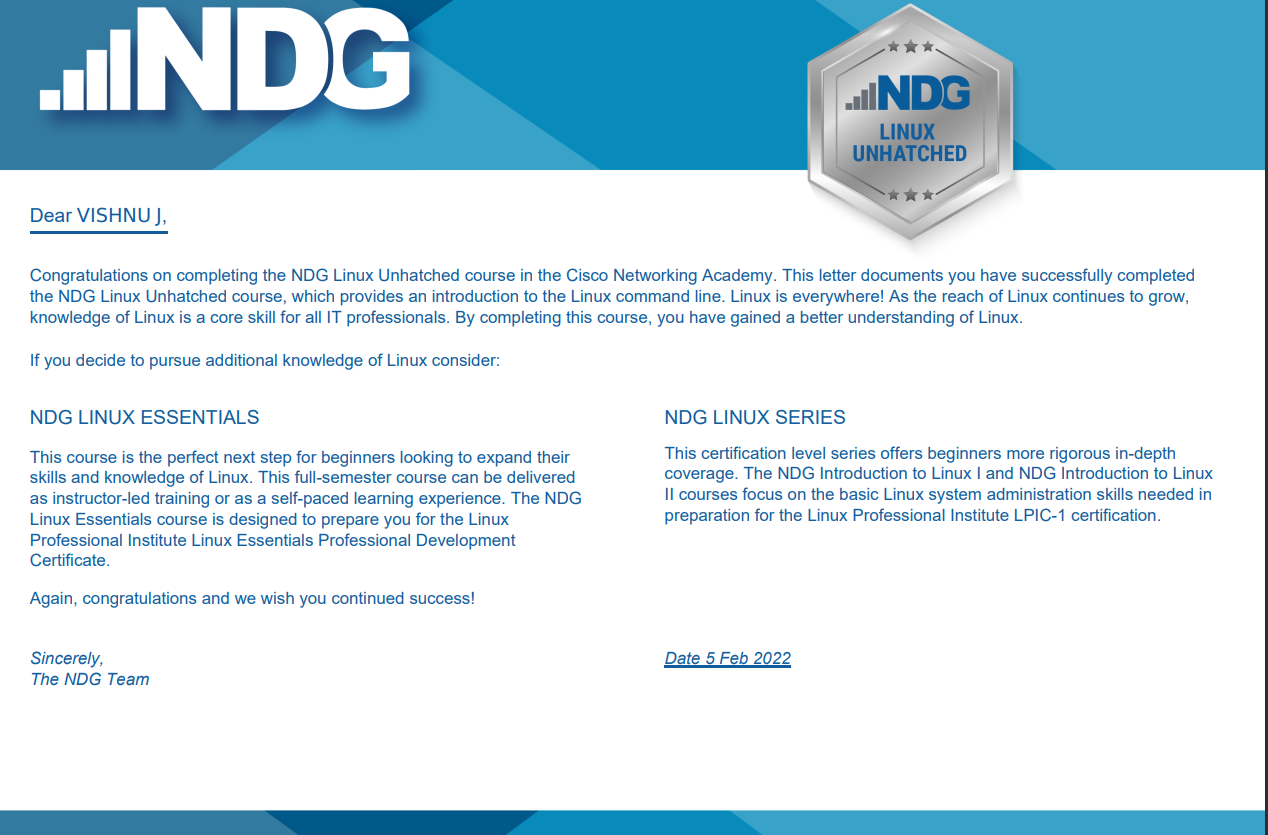 NDG
NDG
LINUX
UNHATCHED
Dear VISHNU J,
Congratulations on completing the NDG Linux Unhatched course in the Cisco Networking Academy. This letter documents you have successfully completed
the NDG Linux Unhatched course, which provides an introduction to the Linux command line. Linux is everywhere! As the reach of Linux continues to grow,
knowledge of Linux is a core skill for all IT professionals. By completing this course, you have gained a better understanding of Linux.
If you decide to pursue additional knowledge of Linux consider:
NDG LINUX ESSENTIALS
This course is the perfect next step for beginners looking to expand their
skills and knowledge of Linux. This full-semester course can be delivered
as instructor-led training or as a self-paced learning experience. The NDG
Linux Essentials course is designed to prepare you for the Linux
Professional Institute Linux Essentials Professional Development
Certificate.
Again, congratulations and we wish you continued success!
NDG LINUX SERIES
This certification level series offers beginners more rigorous in-depth
coverage. The NDG Introduction to Linux I and NDG Introduction to Linux
II courses focus on the basic Linux system administration skills needed in
preparation for the Linux Professional Institute LPIC-1 certification.
Sincerely,
The NDG Team
Date 5 Feb 2022